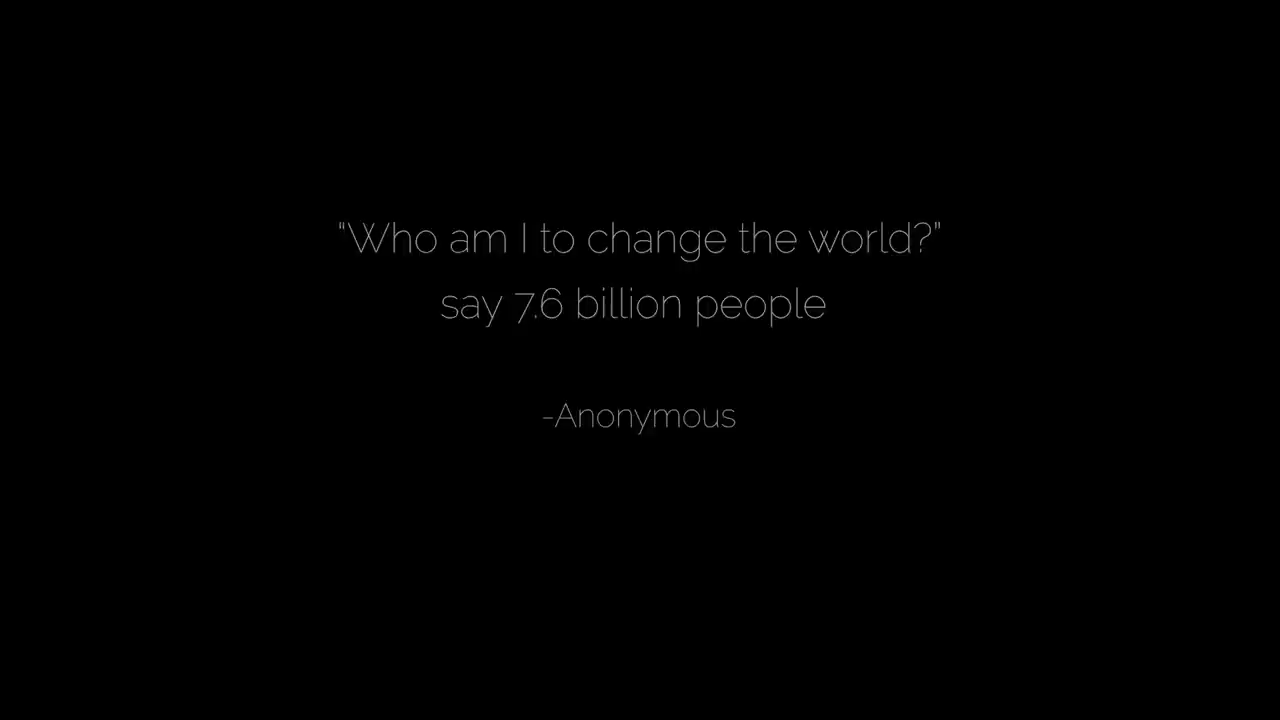 “Who am I to change the world?”
say 7.6 billion people
-Anonymous